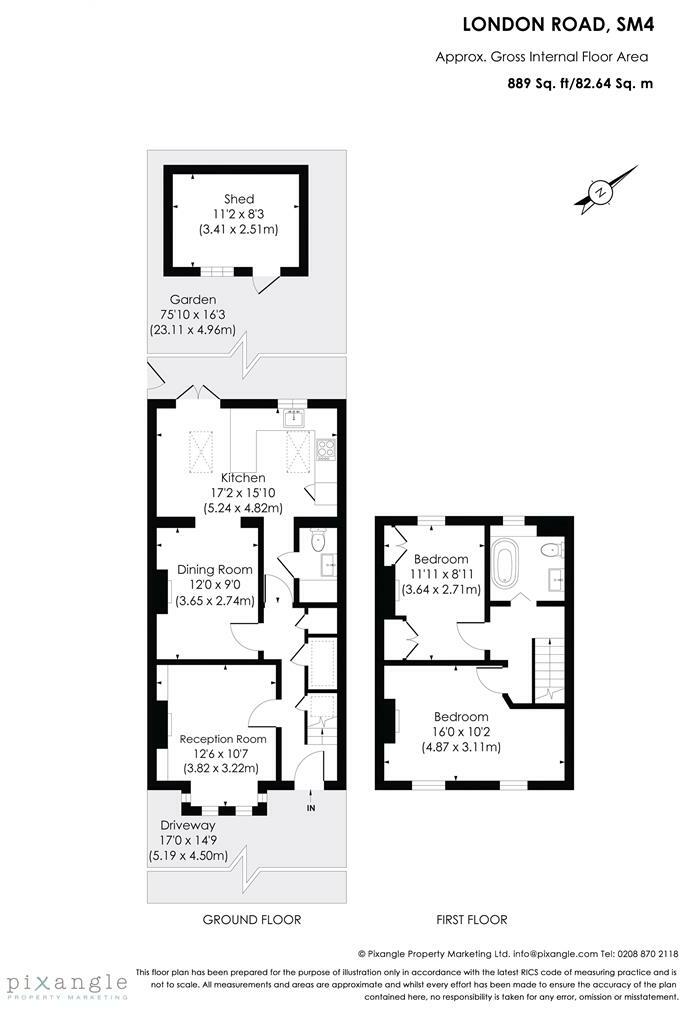 LONDON ROAD, SM4
Approx. Gross Internal Floor Area
889 Sq. ft/82.64 Sq. m
N
Shed
11'2 x 8'3
(3.41 x 2.51m)
Garden
75'10 x 16'3
(23.11 x 4.96m)
Kitchen
17'2 x 15'10
(5.24 x 4.82m)
Dining Room
12'0 x 9'0
(3.65 x 2.74m)
Reception Room
12'6 x 10'7
(3.82 x 3.22m)
IN
Driveway
17'0 x 14'9
(5.19 x 4.50m)
Bedroom
11'11 x 8'11
(3.64 x 2.71m)
Bedroom
16'0 x 10'2
(4.87 x 3.11m)
GROUND FLOOR
FIRST FLOOR
© Pixangle Property Marketing Ltd. info@pixangle.com Tel: 0208 870 2118
pixangle
PROPERTY MARKETING
This floor plan has been prepared for the purpose of illustration only in accordance with the latest RICS code of measuring practice and is
not to scale. All measurements and areas are approximate and whilst every effort has been made to ensure the accuracy of the plan
contained here, no responsibility is taken for any error, omission or misstatement.